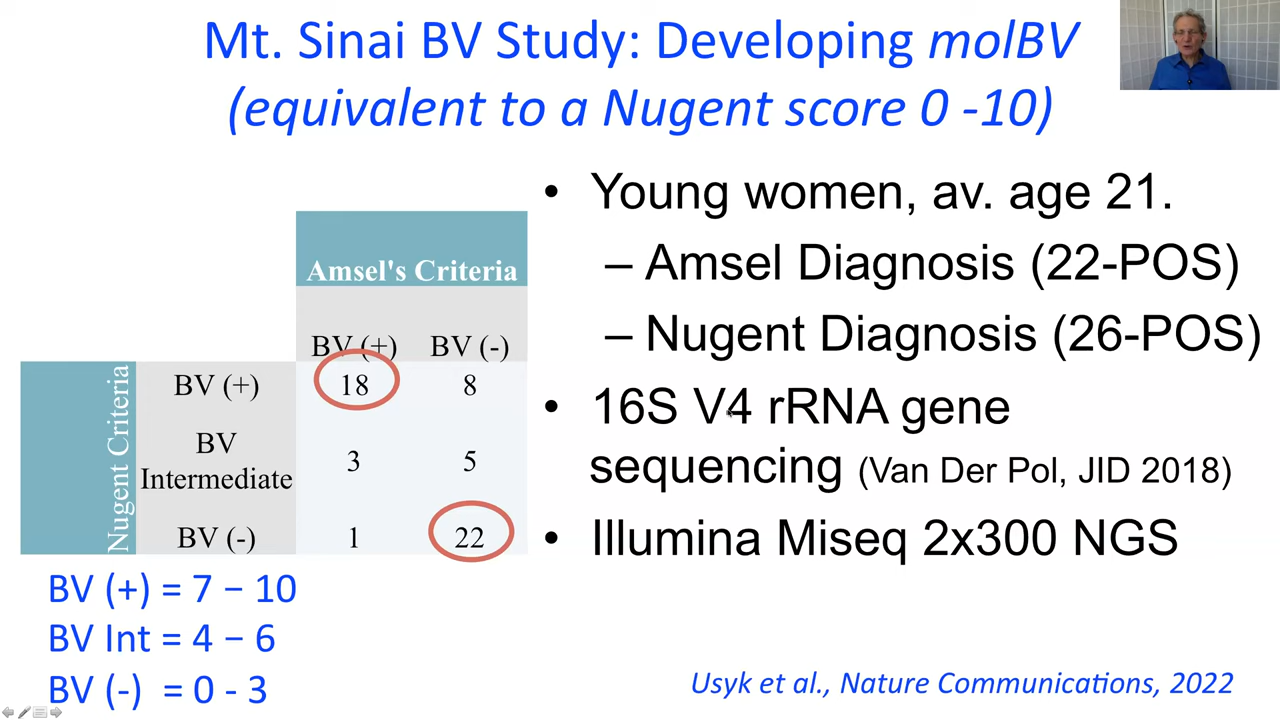 Mt. Sinai BV Study: Developing molBV
(equivalent to a Nugent score 0 -10)
Amsel's Criteria
BV (+) BV (-)
Nugent Criteria
BV (+) 18 8
BV
Intermediate 3 5
BV (-) 1 22
BV (+) = 7 – 10
BV Int = 4 – 6
BV (-) = 0 - 3
• Young women, av. age 21.
– Amsel Diagnosis (22-POS)
– Nugent Diagnosis (26-POS)
• 16S V4 rRNA gene
sequencing (Van Der Pol, JID 2018)
• Illumina Miseq 2x300 NGS
Usyk et al., Nature Communications, 2022